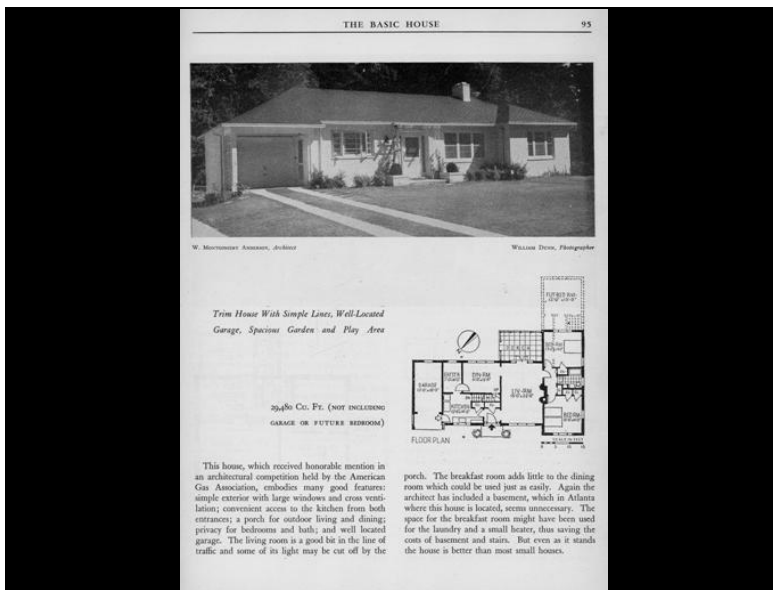 THE BASIC HOUSE 95
W. MONTGOMERY ANDERSON, Architect
WILLIAM DUNN, Photographer
Trim House With Simple Lines, Well-Located
Garage, Spacious Garden and Play Area
29,480 CU. FT. (NOT INCLUDING
GARAGE OR FUTURE BEDROOM)
GARAGE
KITCHEN
LIV-RM
BED RM
FLOOR PLAN
This house, which received honorable mention in
an architectural competition held by the American
Gas Association, embodies many good features:
simple exterior with large windows and cross venti-
lation; convenient access to the kitchen from both
entrances; a porch for outdoor living and dining;
privacy for bedrooms and bath; and well located
garage. The living room is a good bit in the line of
traffic and some of its light may be cut off by the
porch. The breakfast room adds little to the dining
room which could be used just as easily. Again the
architect has included a basement, which in Atlanta
where this house is located, seems unnecessary. The
space for the breakfast room might have been used
for the laundry and a small heater, thus saving the
costs of basement and stairs. But even as it stands
the house is better than most small houses.